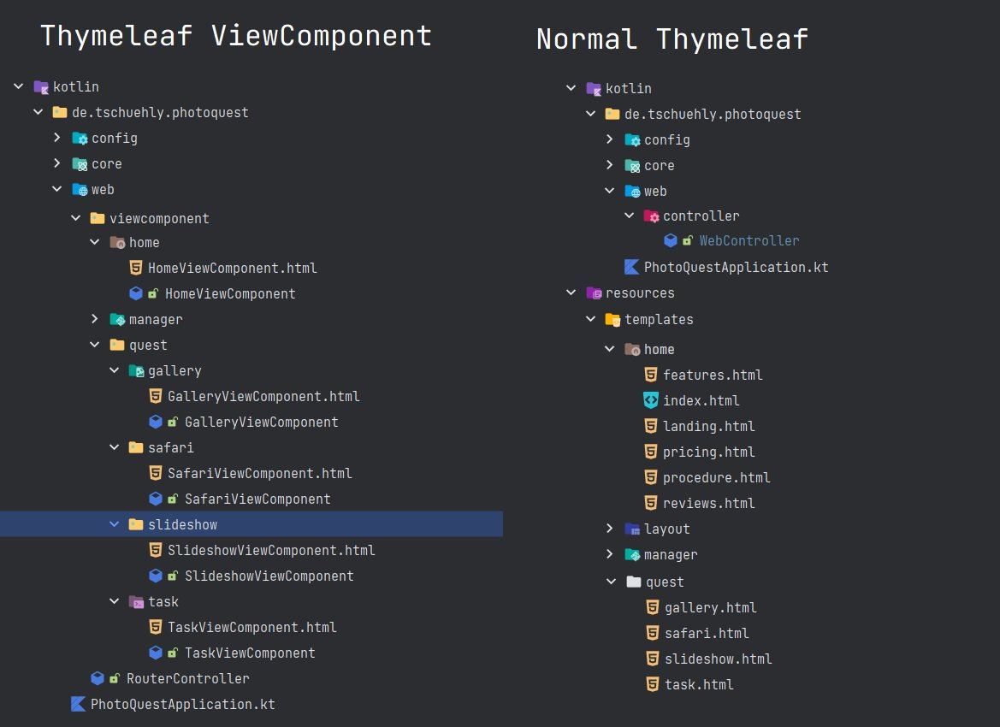 Thymeleaf ViewComponent
kotlin
de.tschuehly.photoquest
config
core
web
viewcomponent
home
HomeViewComponent.html
HomeViewComponent
manager
quest
gallery
GalleryViewComponent.html
GalleryViewComponent
safari
SafariViewComponent.html
SafariViewComponent
slideshow
SlideshowViewComponent.html
SlideshowViewComponent
task
TaskViewComponent.html
TaskViewComponent
RouterController
PhotoQuestApplication.kt
Normal Thymeleaf
kotlin
de.tschuehly.photoquest
config
core
web
controller
WebController
PhotoQuestApplication.kt
resources
templates
home
features.html
index.html
landing.html
pricing.html
procedure.html
reviews.html
layout
manager
quest
gallery.html
safari.html
slideshow.html
task.html